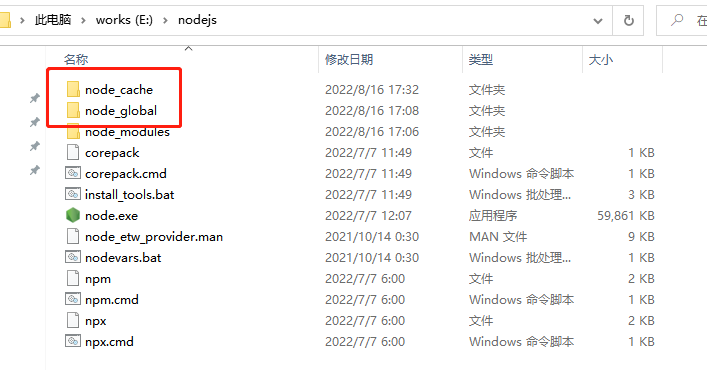 此电脑 > works (E:) > nodejs
在
名称 修改日期 类型 大小
node_cache 2022/8/16 17:32 文件夹
node_global 2022/8/16 17:08 文件夹
node_modules 2022/8/16 17:06 文件夹
corepack 2022/7/7 11:49 文件 1 KB
corepack.cmd 2022/7/7 11:49 Windows 命令脚本 1 KB
install_tools.bat 2022/7/7 11:49 Windows 批处理... 3 KB
node.exe 2022/7/7 12:07 应用程序 59,861 KB
node_etw_provider.man 2021/10/14 0:30 MAN 文件 9 KB
nodevars.bat 2021/10/14 0:30 Windows 批处理... 1 KB
npm 2022/7/7 6:00 文件 2 KB
npm.cmd 2022/7/7 6:00 Windows 命令脚本 1 KB
npx 2022/7/7 6:00 文件 2 KB
npx.cmd 2022/7/7 6:00 Windows 命令脚本 1 KB